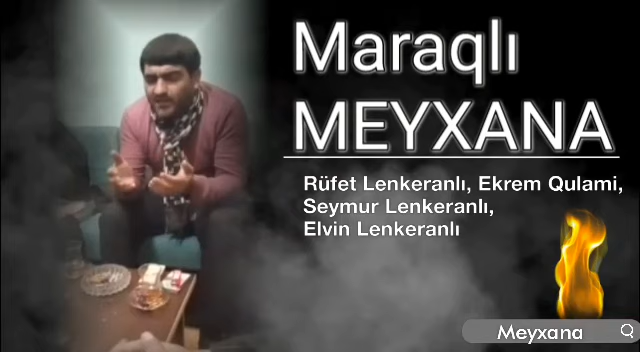 Maraqlı
MEYXANA
Rüfet Lenkeranlı, Ekrem Qulami,
Seymur Lenkeranlı,
Elvin Lenkeranlı
Meyxana